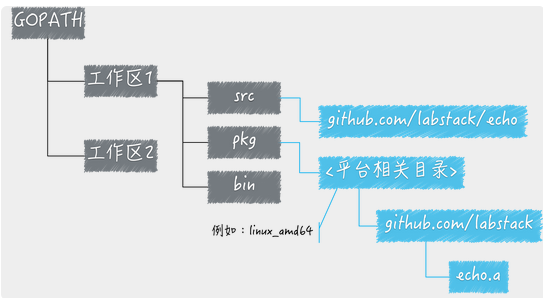 GOPATH
工作区1
src
github.com/labstack/echo
pkg
工作区2
<平台相关目录>
bin
github.com/labstack
例如：linux_amd64
echo.a